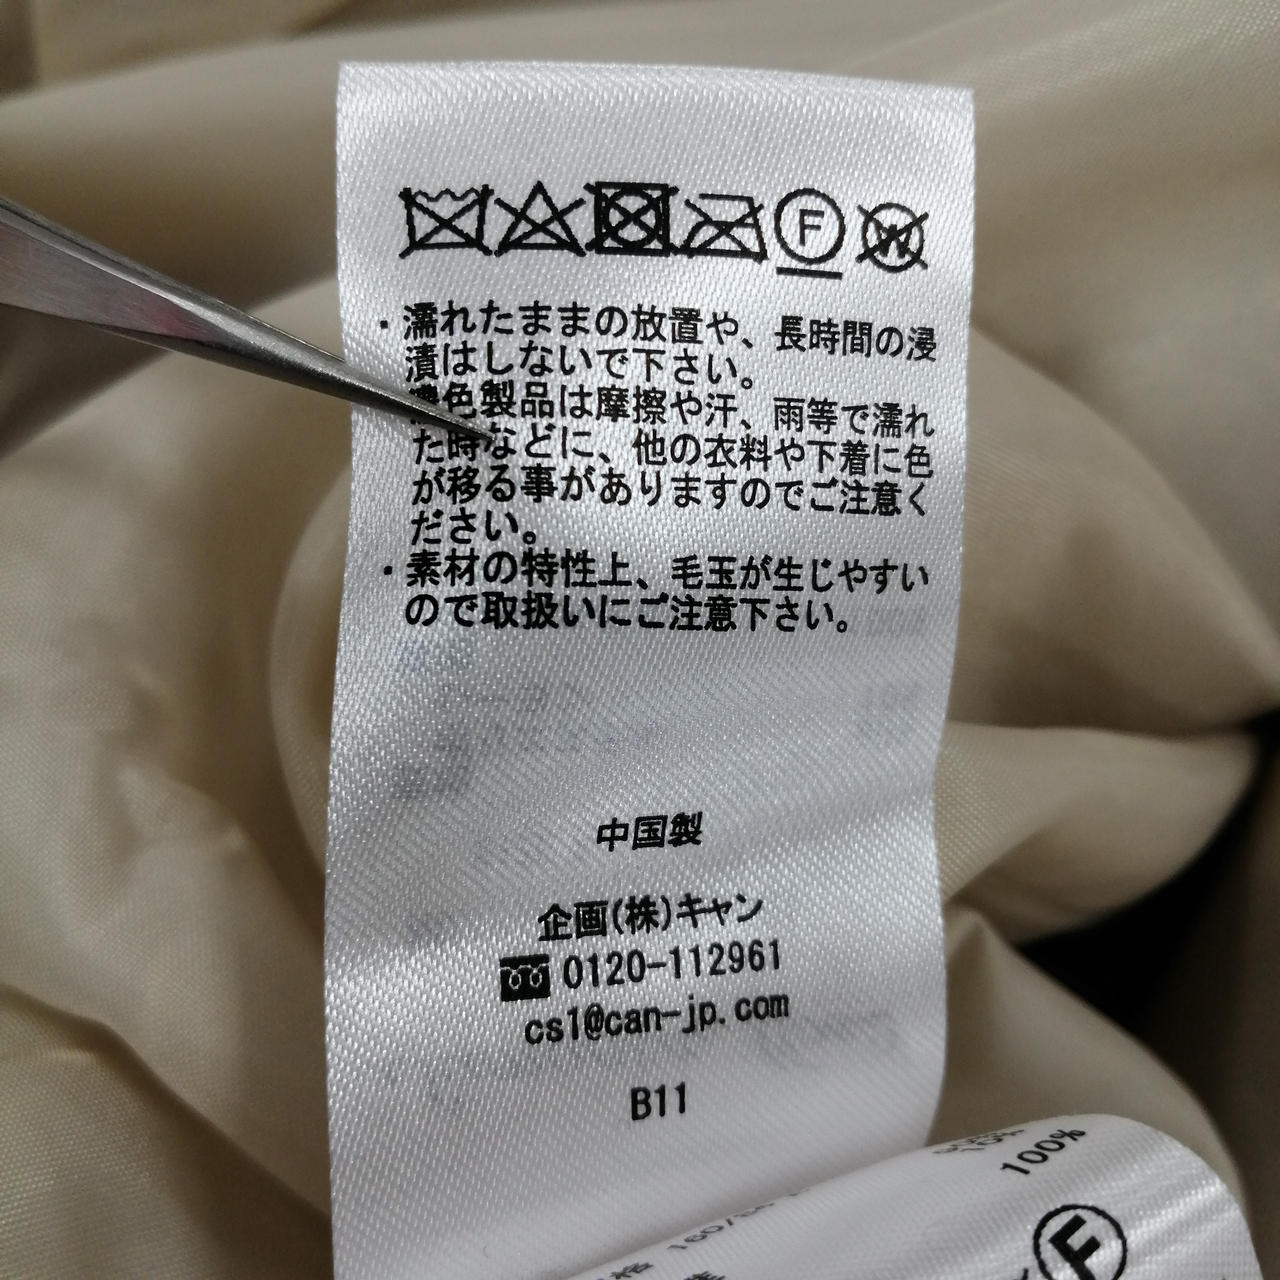 F W
・濡れたままの放置や、長時間の浸
漬はしないで下さい。
色製品は摩擦や汗、雨等で濡れ
た時などに、他の衣料や下着に色
が移る事がありますのでご注意く
ださい。
・素材の特性上、毛玉が生じやすい
ので取扱いにご注意下さい。
中国製
企画(株)キャン
0120-112961
cs1@can-jp.com
B11
100%
F